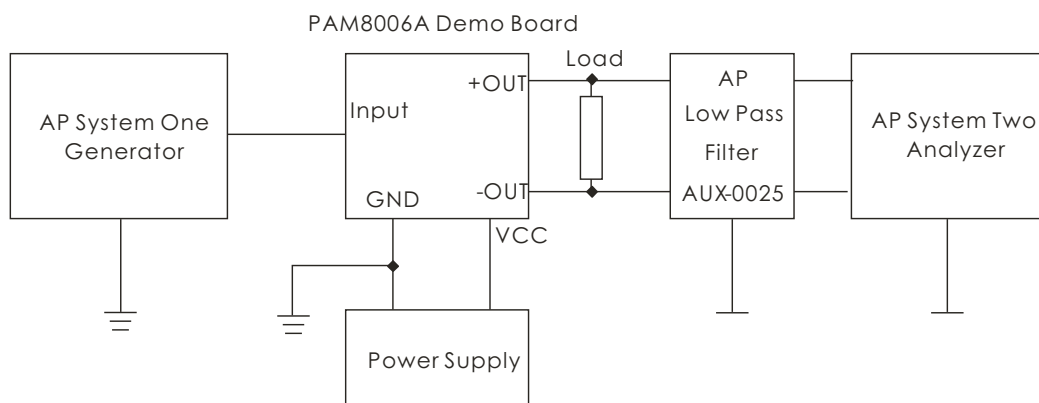 PAM8006A Demo Board
AP System One
Generator
Input
+OUT
-OUT
GND
VCC
Load
AP
Low Pass
Filter
AUX-0025
AP System Two
Analyzer
Power Supply